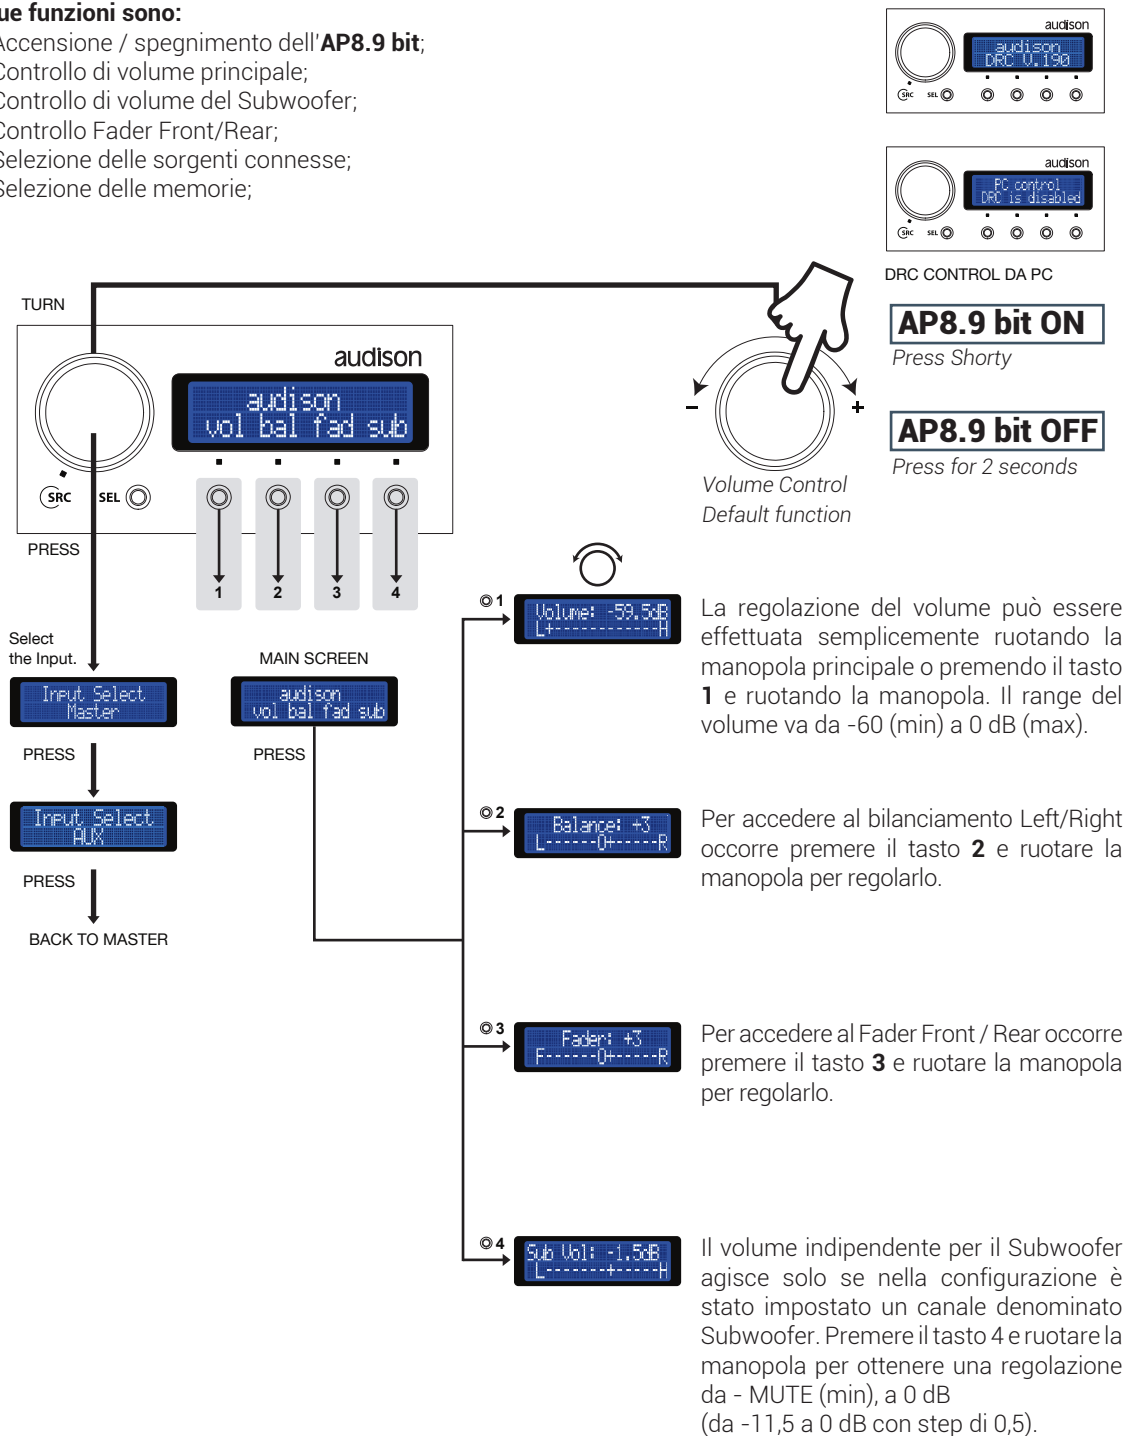 ue funzioni sono:
Accensione / spegnimento dell'AP8.9 bit;
Controllo di volume principale;
Controllo di volume del Subwoofer;
Controllo Fader Front/Rear;
Selezione delle sorgenti connesse;
Selezione delle memorie;
audison
audison
DRC V.190
SRC SEL
audison
PC control
DRC is disabled
SRC SEL
DRC CONTROL DA PC
AP8.9 bit ON
Press Shorty
AP8.9 bit OFF
Press for 2 seconds
TURN
audison
audison
vol bal fad sub
SRC SEL
PRESS
1 2 3 4
- +
Volume Control
Default function
Select
the Input.
Input Select
Master
PRESS
Input Select
AUX
PRESS
BACK TO MASTER
MAIN SCREEN
audison
vol bal fad sub
PRESS
1
Volume: -59.5dB
L+------------H
La regolazione del volume può essere
effettuata semplicemente ruotando la
manopola principale o premendo il tasto
1 e ruotando la manopola. Il range del
volume va da -60 (min) a 0 dB (max).
2
Balance: +3
L------0+-----R
Per accedere al bilanciamento Left/Right
occorre premere il tasto 2 e ruotare la
manopola per regolarlo.
3
Fader: +3
F------0+-----R
Per accedere al Fader Front / Rear occorre
premere il tasto 3 e ruotare la manopola
per regolarlo.
4
Sub Vol: -1.5dB
L-------+-----H
Il volume indipendente per il Subwoofer
agisce solo se nella configurazione è
stato impostato un canale denominato
Subwoofer. Premere il tasto 4 e ruotare la
manopola per ottenere una regolazione
da - MUTE (min), a 0 dB
(da -11,5 a 0 dB con step di 0,5).